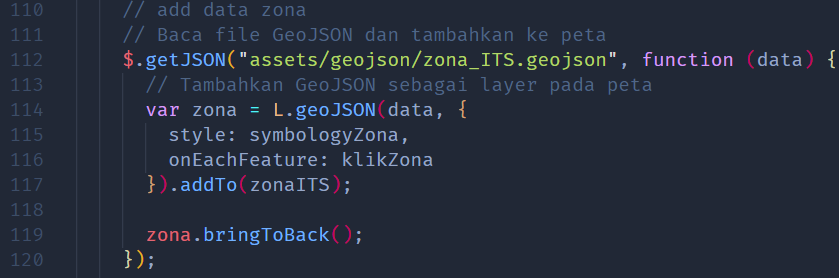 110 // add data zona
111 // Baca file GeoJSON dan tambahkan ke peta
112 $.getJSON("assets/geojson/zona_ITS.geojson", function (data) {
113 // Tambahkan GeoJSON sebagai layer pada peta
114 var zona = L.geoJSON(data, {
115 style: symbologyZona,
116 onEachFeature: klikZona
117 }).addTo(zonaITS);
118
119 zona.bringToBack();
120 });